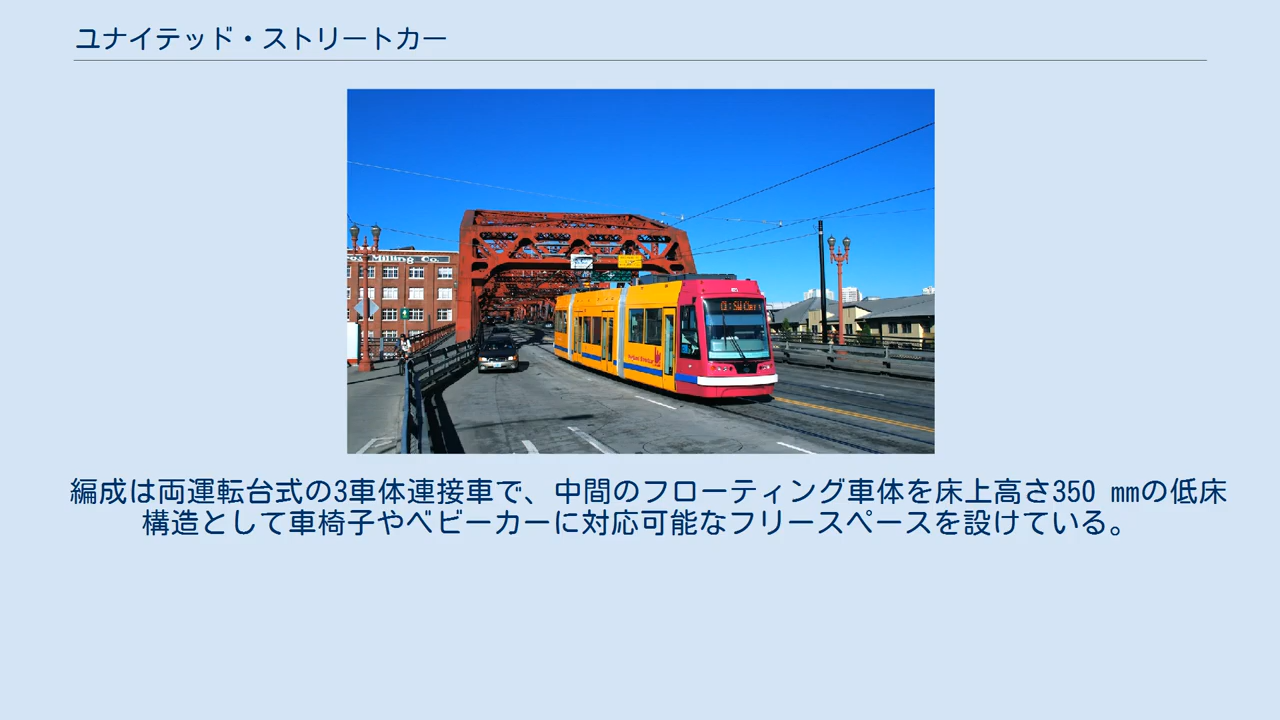 ユナイテッド・ストリートカー
Milling Co.
編成は両運転台式の3車体連接車で、中間のフローティング車体を床上高さ350 mmの低床
構造として車椅子やベビーカーに対応可能なフリースペースを設けている。